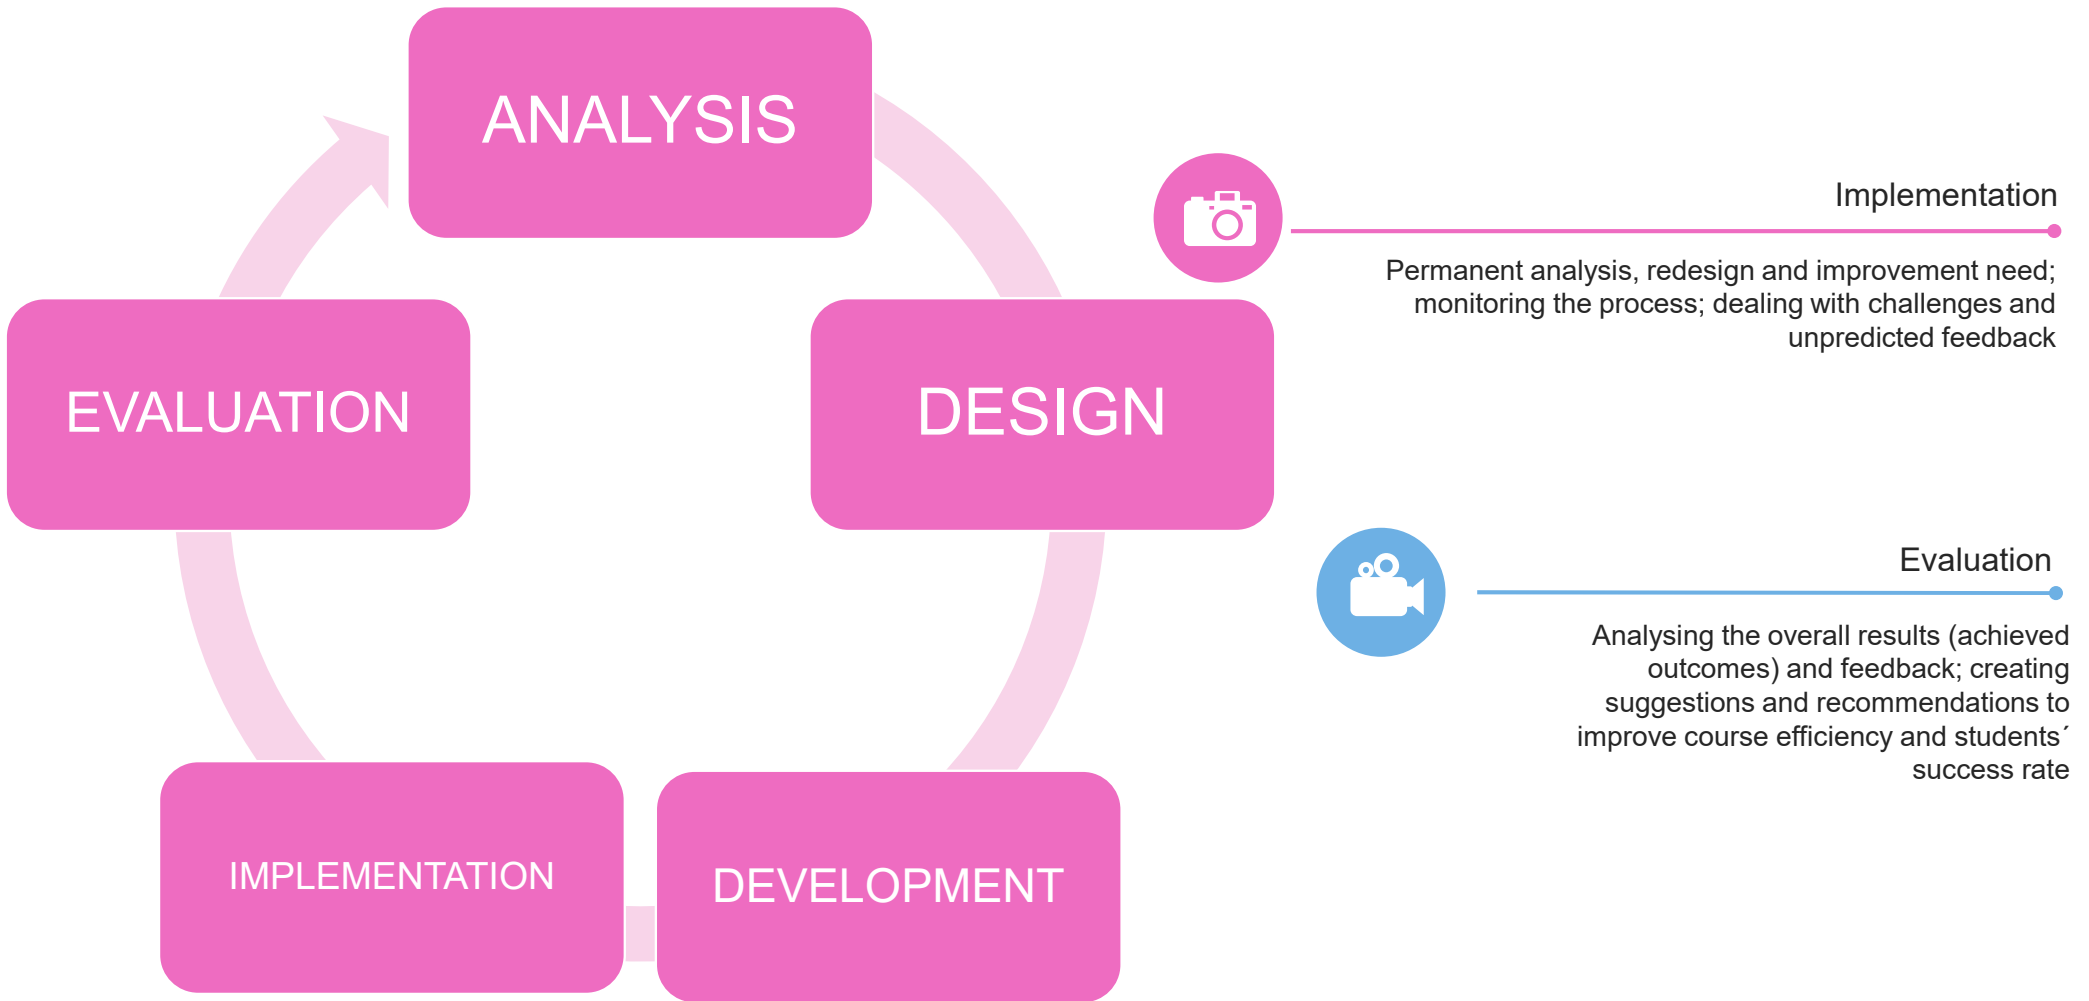 ANALYSIS
DESIGN
DEVELOPMENT
IMPLEMENTATION
EVALUATION
Implementation
Permanent analysis, redesign and improvement need;
monitoring the process; dealing with challenges and
unpredicted feedback
Evaluation
Analysing the overall results (achieved
outcomes) and feedback; creating
suggestions and recommendations to
improve course efficiency and students´
success rate